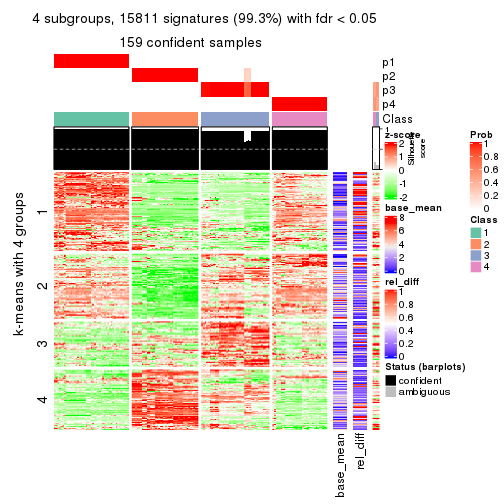 4 subgroups, 15811 signatures (99.3%) with fdr < 0.05
159 confident samples
p1
p2
p3
p4
Class
1
Silhouette
score
z-score
2
1
0
-1
-2
Prob
1
0.8
0.6
0.4
0.2
0
base_mean
8
6
4
2
0
Class
1
2
3
4
rel_diff
1
0.8
0.6
0.4
0.2
0
Status (barplots)
confident
ambiguous
k-means with 4 groups
1
2
3
4
base_mean
rel_diff